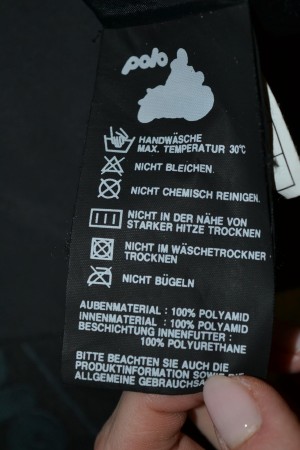 polo
HANDWÄSCHE
MAX. TEMPERATUR 30°C
NICHT BLEICHEN.
NICHT CHEMISCH REINIGEN.
NICHT IN DER NÄHE VON
STARKER HITZE TROCKNEN
NICHT IM WÄSCHETROCKNER
TROCKNEN
NICHT BÜGELN
AUßENMATERIAL : 100% POLYAMID
INNENMATERIAL : 100% POLYAMID
BESCHICHTUNG INNENFUTTER :
100% POLYURETHANE
BITTE BEACHTEN SIE AUCH DIE
PRODUKTINFORMATION SOWIE DIE
ALLGEMEINE